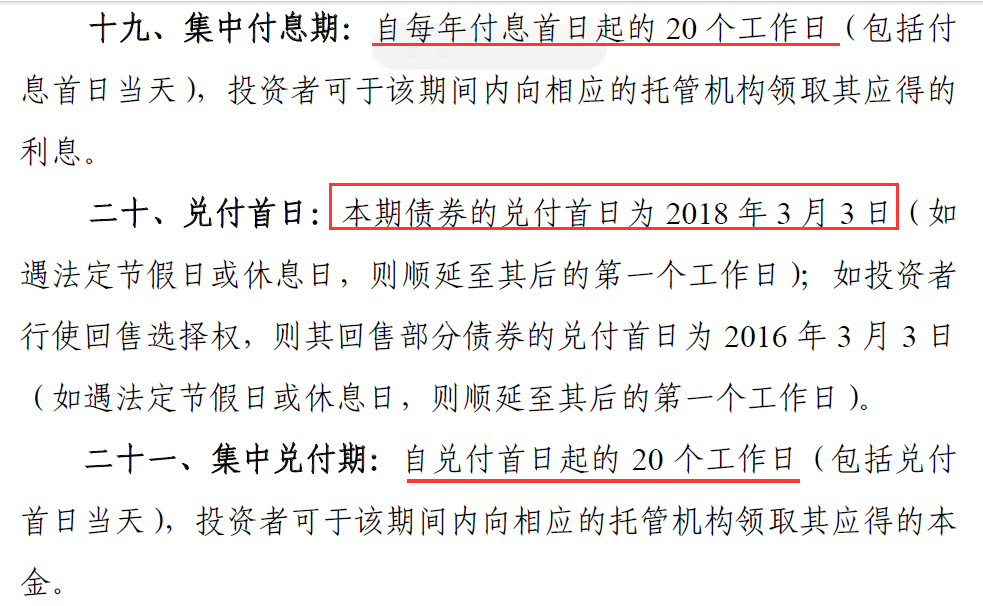 十九、集中付息期：自每年付息首日起的 20 个工作日（包括付
息首日当天），投资者可于该期间内向相应的托管机构领取其应得的
利息。
二十、兑付首日：本期债券的兑付首日为 2018 年 3 月 3 日（如
遇法定节假日或休息日，则顺延至其后的第一个工作日）；如投资者
行使回售选择权，则其回售部分债券的兑付首日为 2016 年 3 月 3 日
（如遇法定节假日或休息日，则顺延至其后的第一个工作日）。
二十一、集中兑付期：自兑付首日起的 20 个工作日（包括兑付
首日当天），投资者可于该期间内向相应的托管机构领取其应得的本
金。